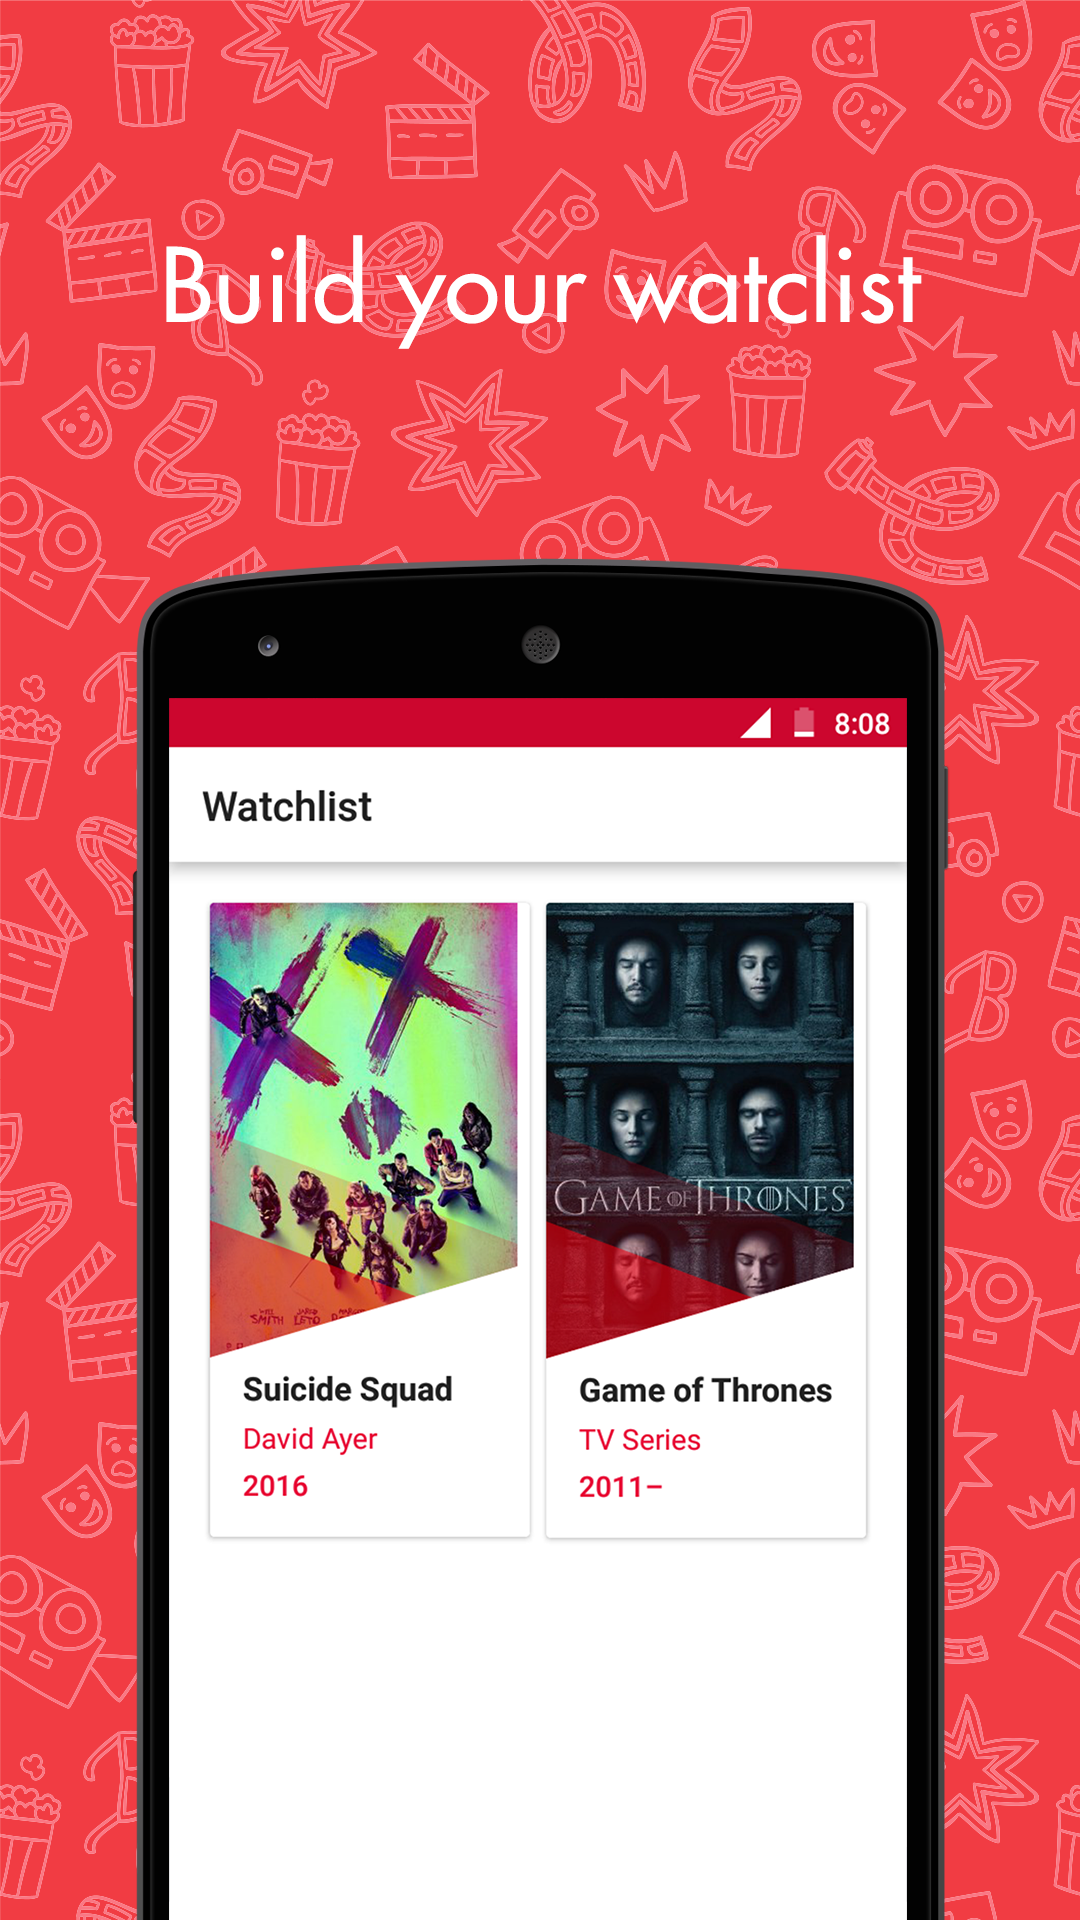 Build your watclist
8:08
Watchlist
GAME OF THRONES
WILL JARED
SMITH LETO
Suicide Squad
David Ayer
2016
Game of Thrones
TV Series
2011–